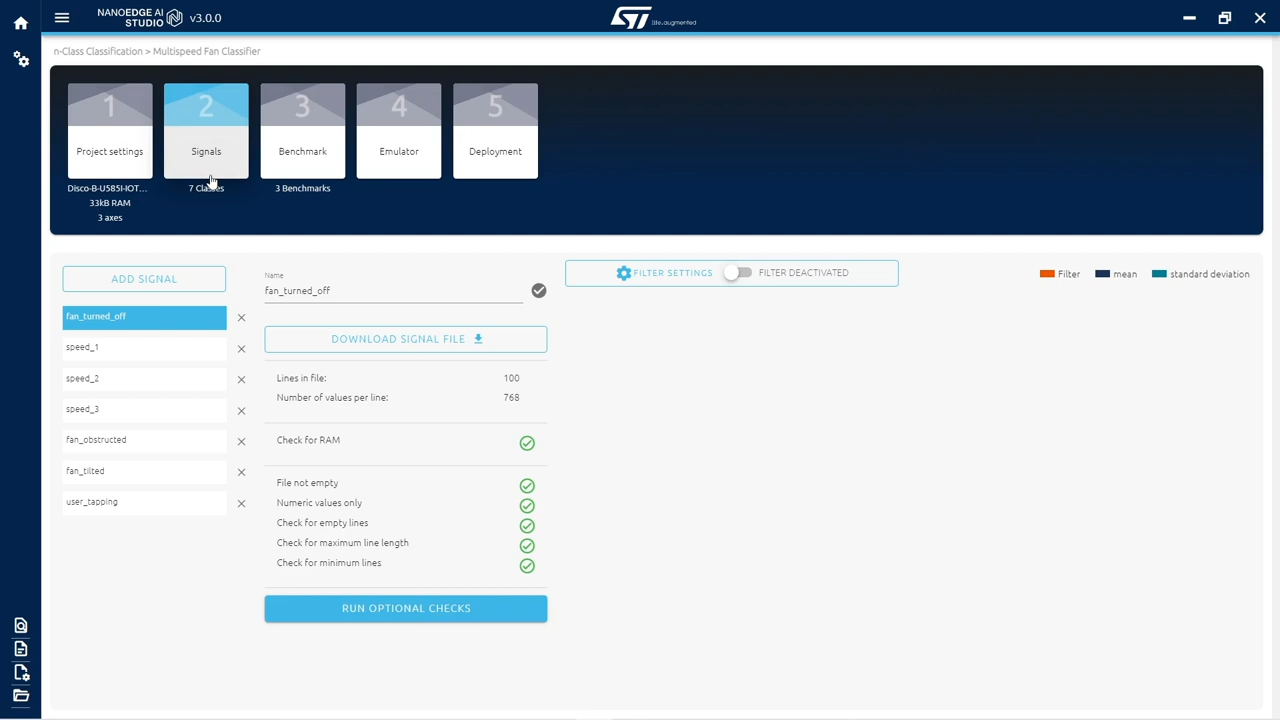 NANOEDGE AI
STUDIO
v3.0.0
ST life.augmented
n-Class Classification > Multispeed Fan Classifier
1
2
3
4
5
Project settings
Signals
Benchmark
Emulator
Deployment
Disco-B-U585I-IOT...
33kB RAM
3 axes
7 Classes
3 Benchmarks
ADD SIGNAL
fan_turned_off
speed_1
speed_2
speed_3
fan_obstructed
fan_tilted
user_tapping
Name
fan_turned_off
DOWNLOAD SIGNAL FILE
Lines in file: 100
Number of values per line: 768
Check for RAM
File not empty
Numeric values only
Check for empty lines
Check for maximum line length
Check for minimum lines
RUN OPTIONAL CHECKS
FILTER SETTINGS
FILTER DEACTIVATED
Filter
mean
standard deviation